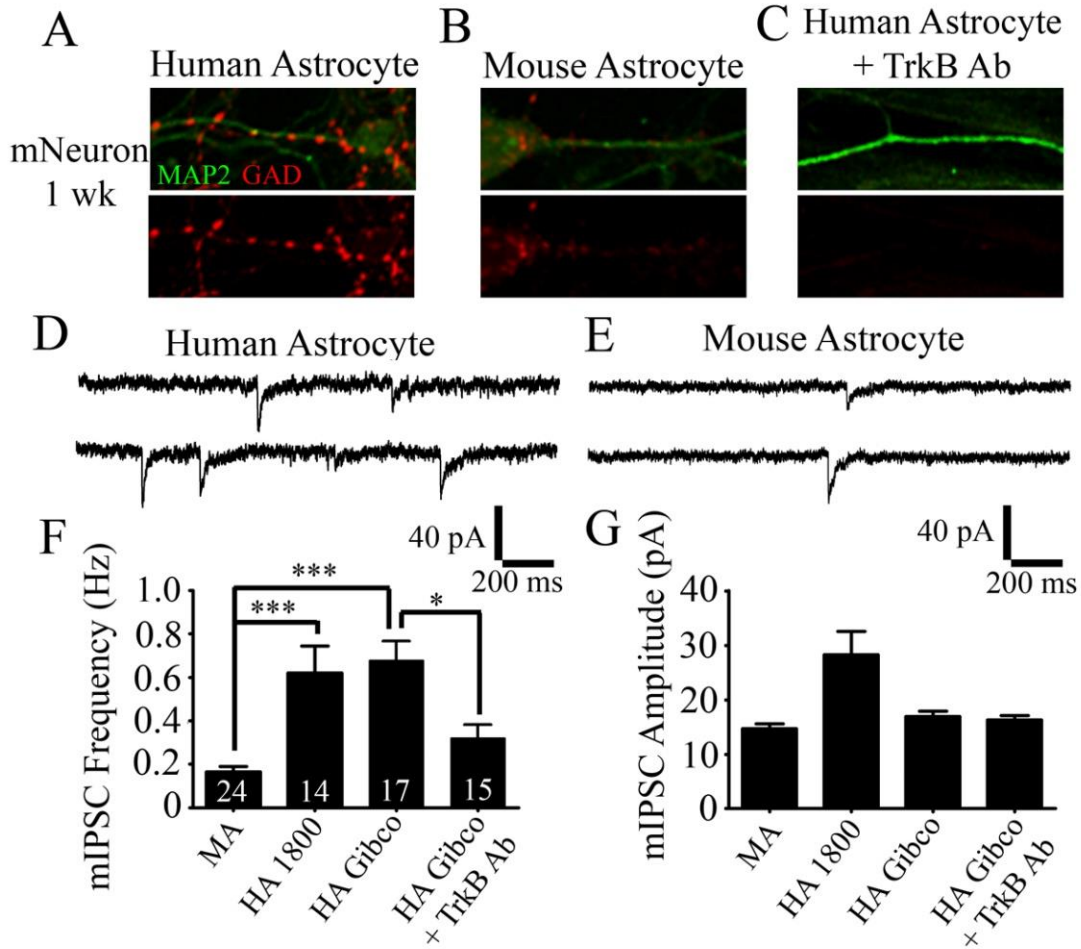 A
Human Astrocyte
B
Mouse Astrocyte
C
Human Astrocyte
+ TrkB Ab
mNeuron
1 wk
MAP2 GAD
D
Human Astrocyte
E
Mouse Astrocyte
40 pA
200 ms
40 pA
200 ms
F
mIPSC Frequency (Hz)
1.0
0.8
0.6
0.4
0.2
0
***
***
*
24
14
17
15
MA
HA 1800
HA Gibco
HA Gibco
+ TrkB Ab
G
mIPSC Amplitude (pA)
40
30
20
10
0
MA
HA 1800
HA Gibco
HA Gibco
+ TrkB Ab